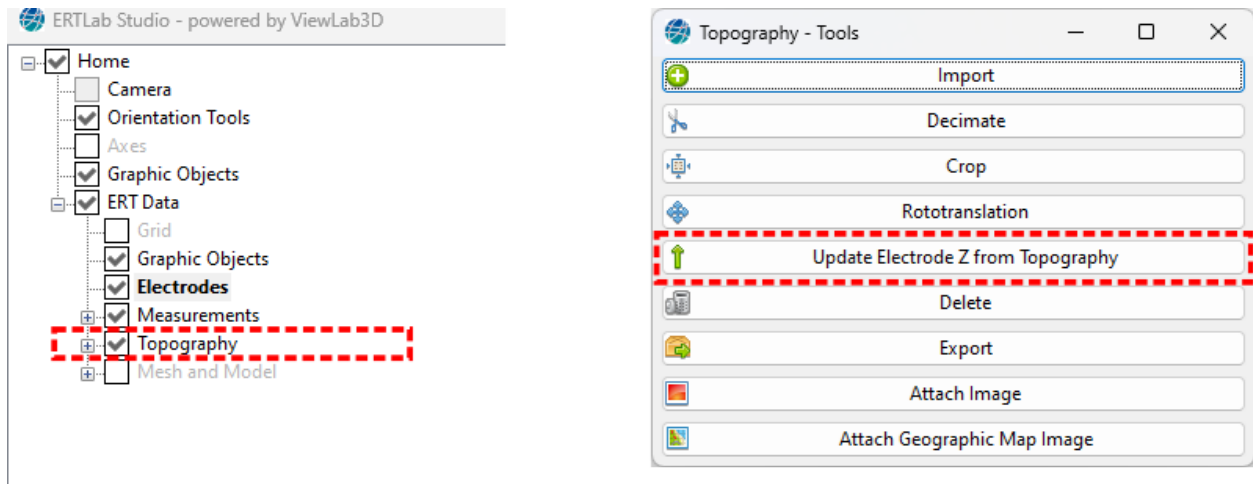 ERTLab Studio - powered by ViewLab3D
Home
Camera
Orientation Tools
Axes
Graphic Objects
ERT Data
Grid
Graphic Objects
Electrodes
Measurements
Topography
Mesh and Model
Topography - Tools
Import
Decimate
Crop
Rototranslation
Update Electrode Z from Topography
Delete
Export
Attach Image
Attach Geographic Map Image